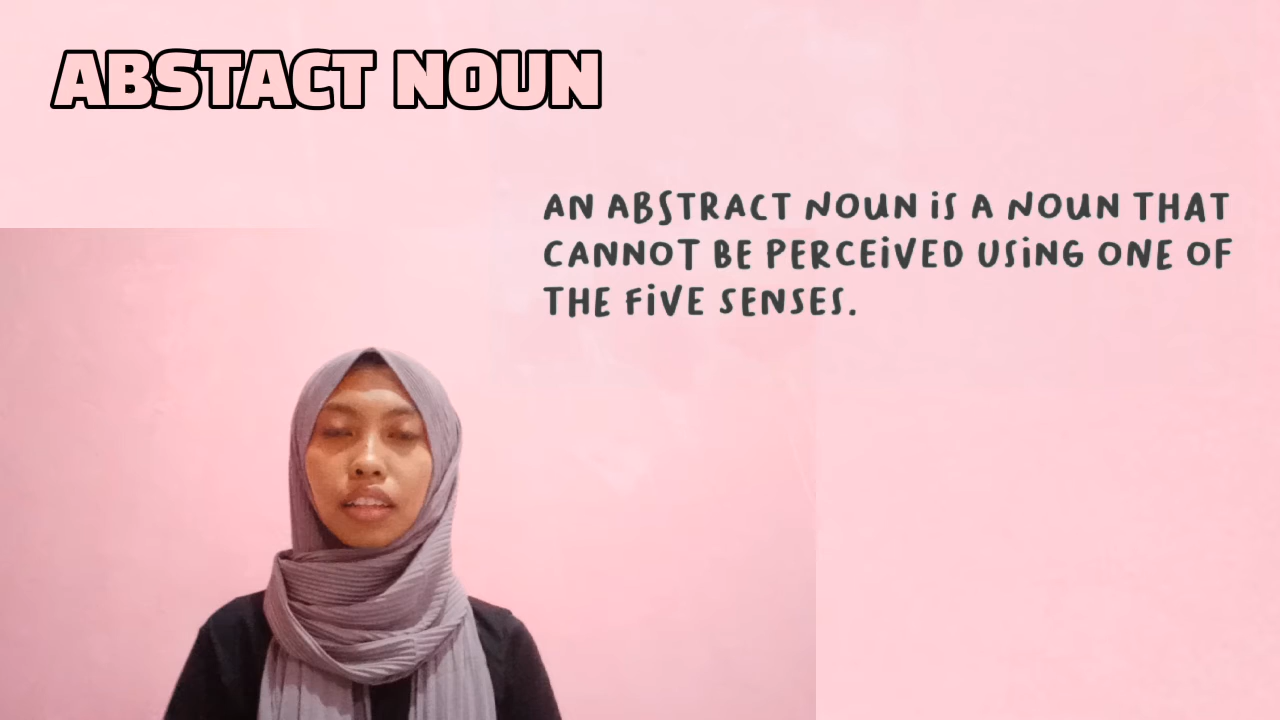 ABSTACT NOUN
AN ABSTRACT NOUN iS A NOUN THAT
CANNOT BE PERCEiVED USiNG ONE OF
THE FiVE SENSES.